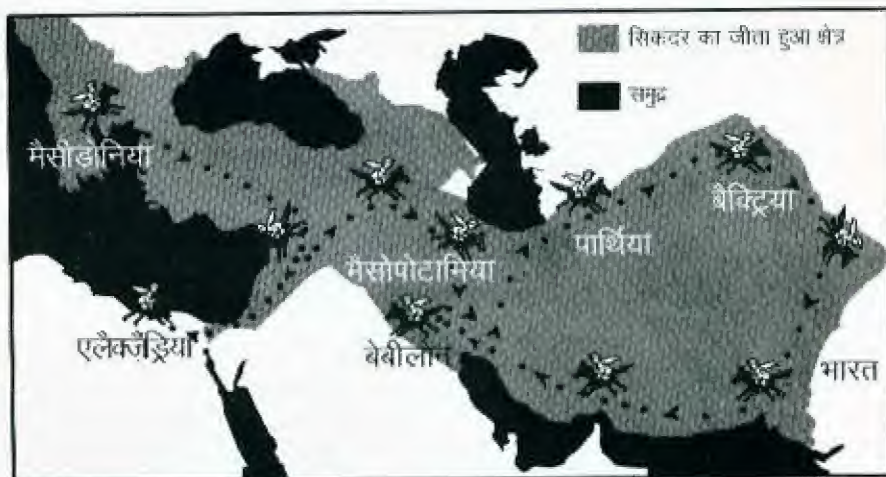 सिकंदर का जीता हुआ क्षेत्र
समुद्र
मैसीडोनिया
बैक्ट्रिया
पार्थिया
मैसोपोटामिया
एलैक्जैंड्रिया
बेबीलान
भारत